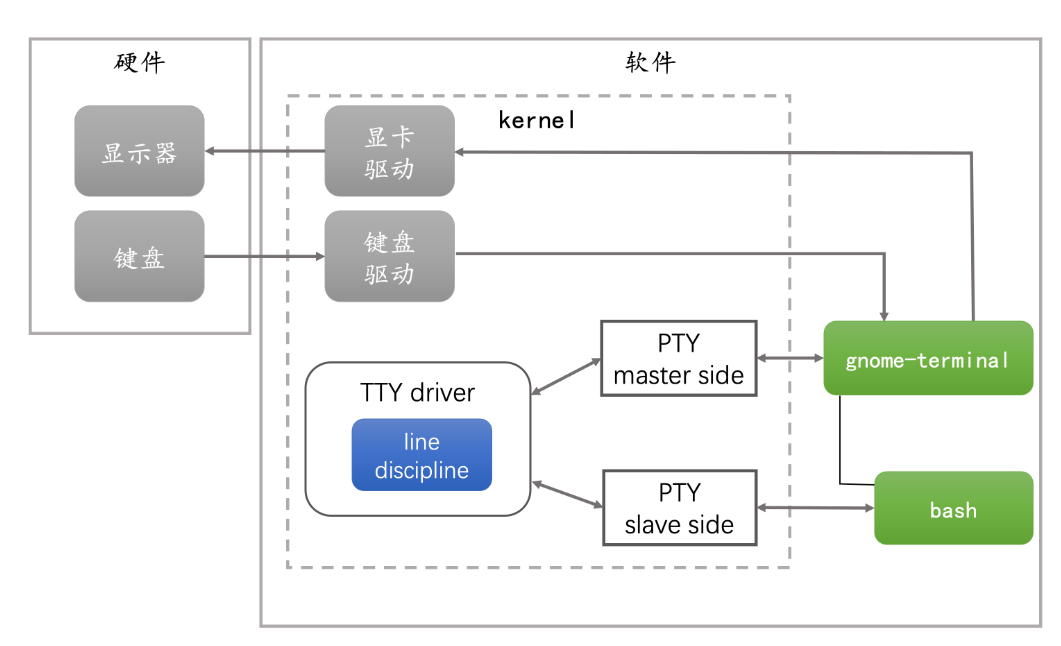 硬件
软件
kernel
显示器
显卡
驱动
键盘
键盘
驱动
PTY
master side
gnome-terminal
TTY driver
line
discipline
PTY
slave side
bash